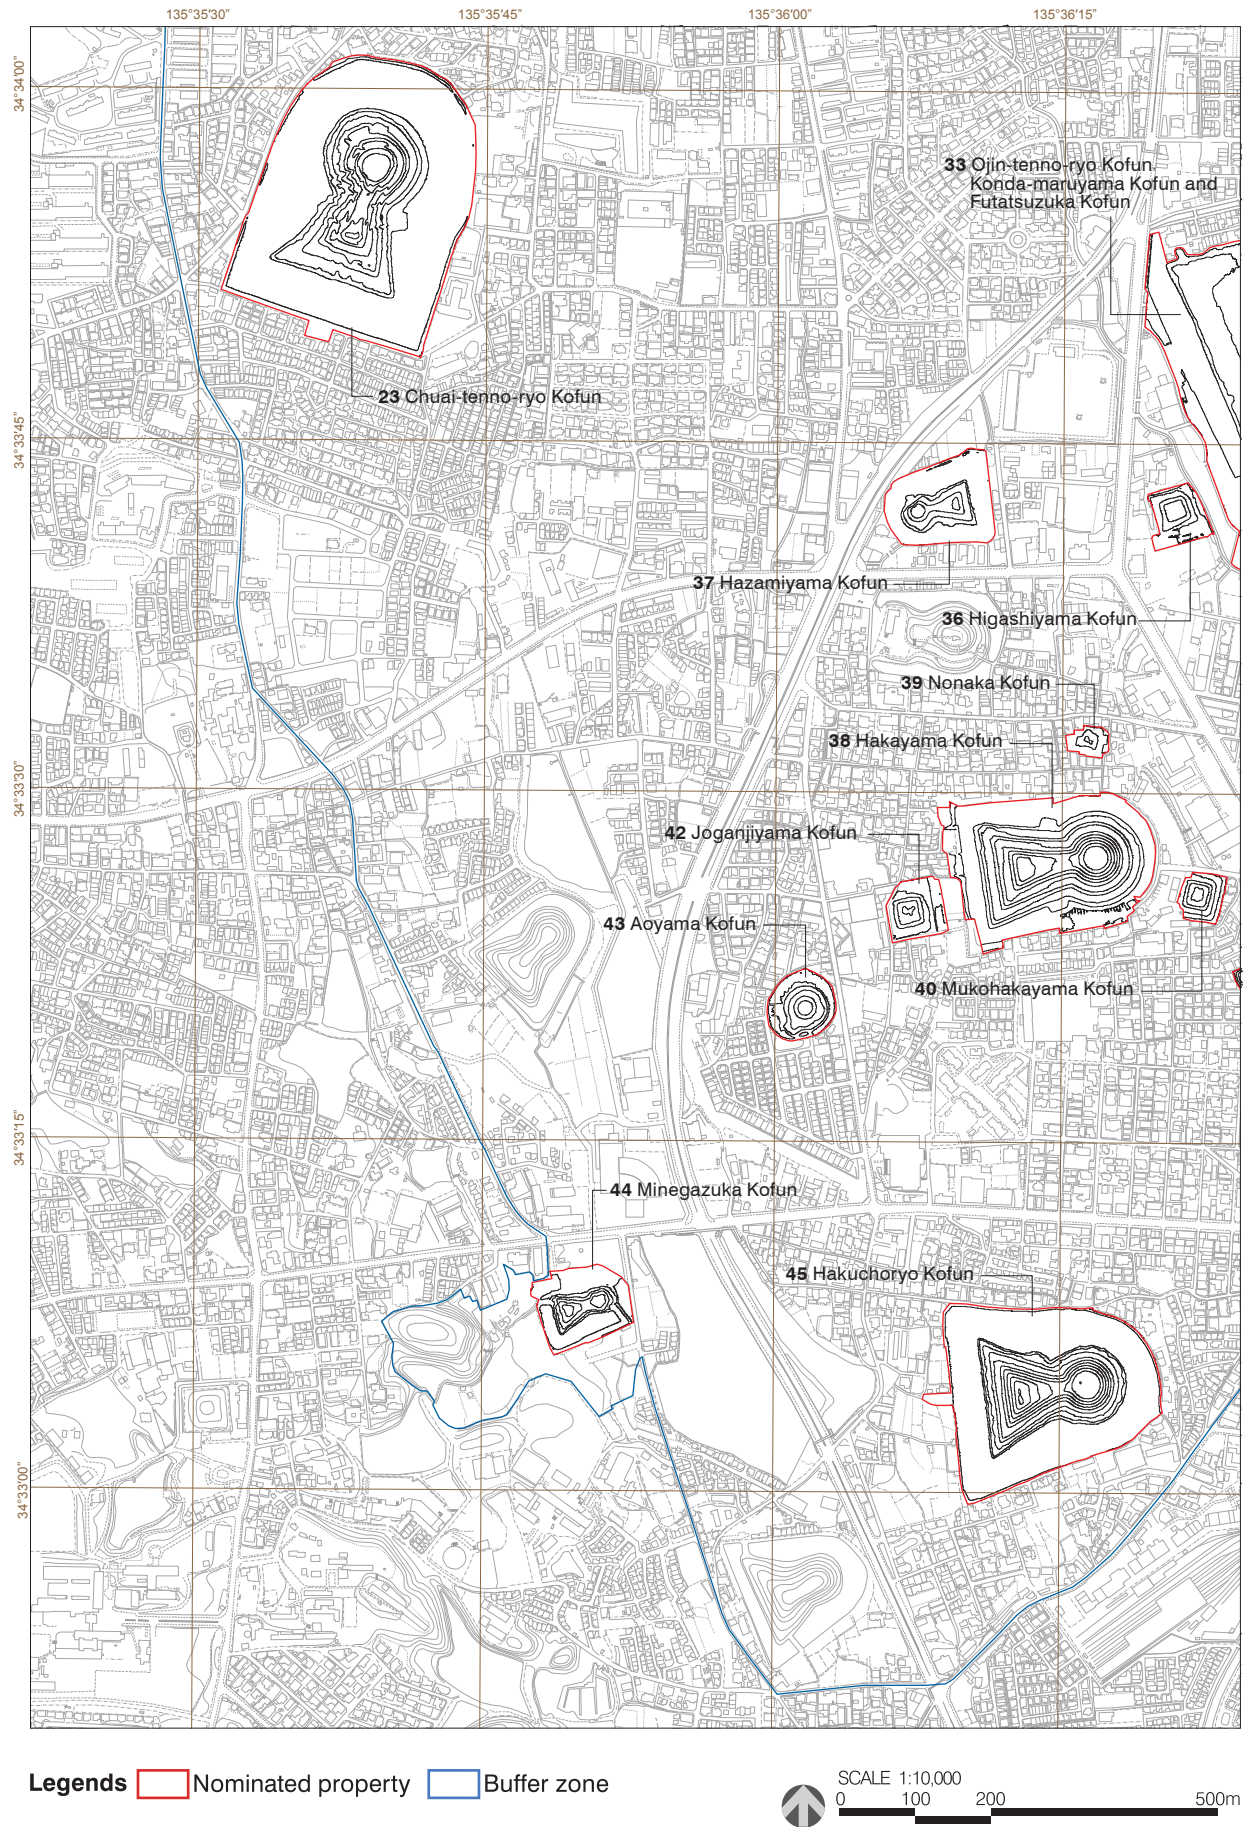 135°35'30"
135°35'45"
135°36'00"
135°36'15"
34°34'00"
33 Ojin-tenno-ryo Kofun
Konda-maruyama Kofun and
Futatsuzuka Kofun
23 Chuai-tenno-ryo Kofun
34°33'45"
37 Hazamiyama Kofun
36 Higashiyama Kofun
39 Nonaka Kofun
38 Hakayama Kofun
34°33'30"
42 Joganjiyama Kofun
43 Aoyama Kofun
40 Mukohakayama Kofun
34°33'15"
44 Minegazuka Kofun
45 Hakuchoryo Kofun
34°33'00"
Legends Nominated property Buffer zone
SCALE 1:10,000
0 100 200 500m